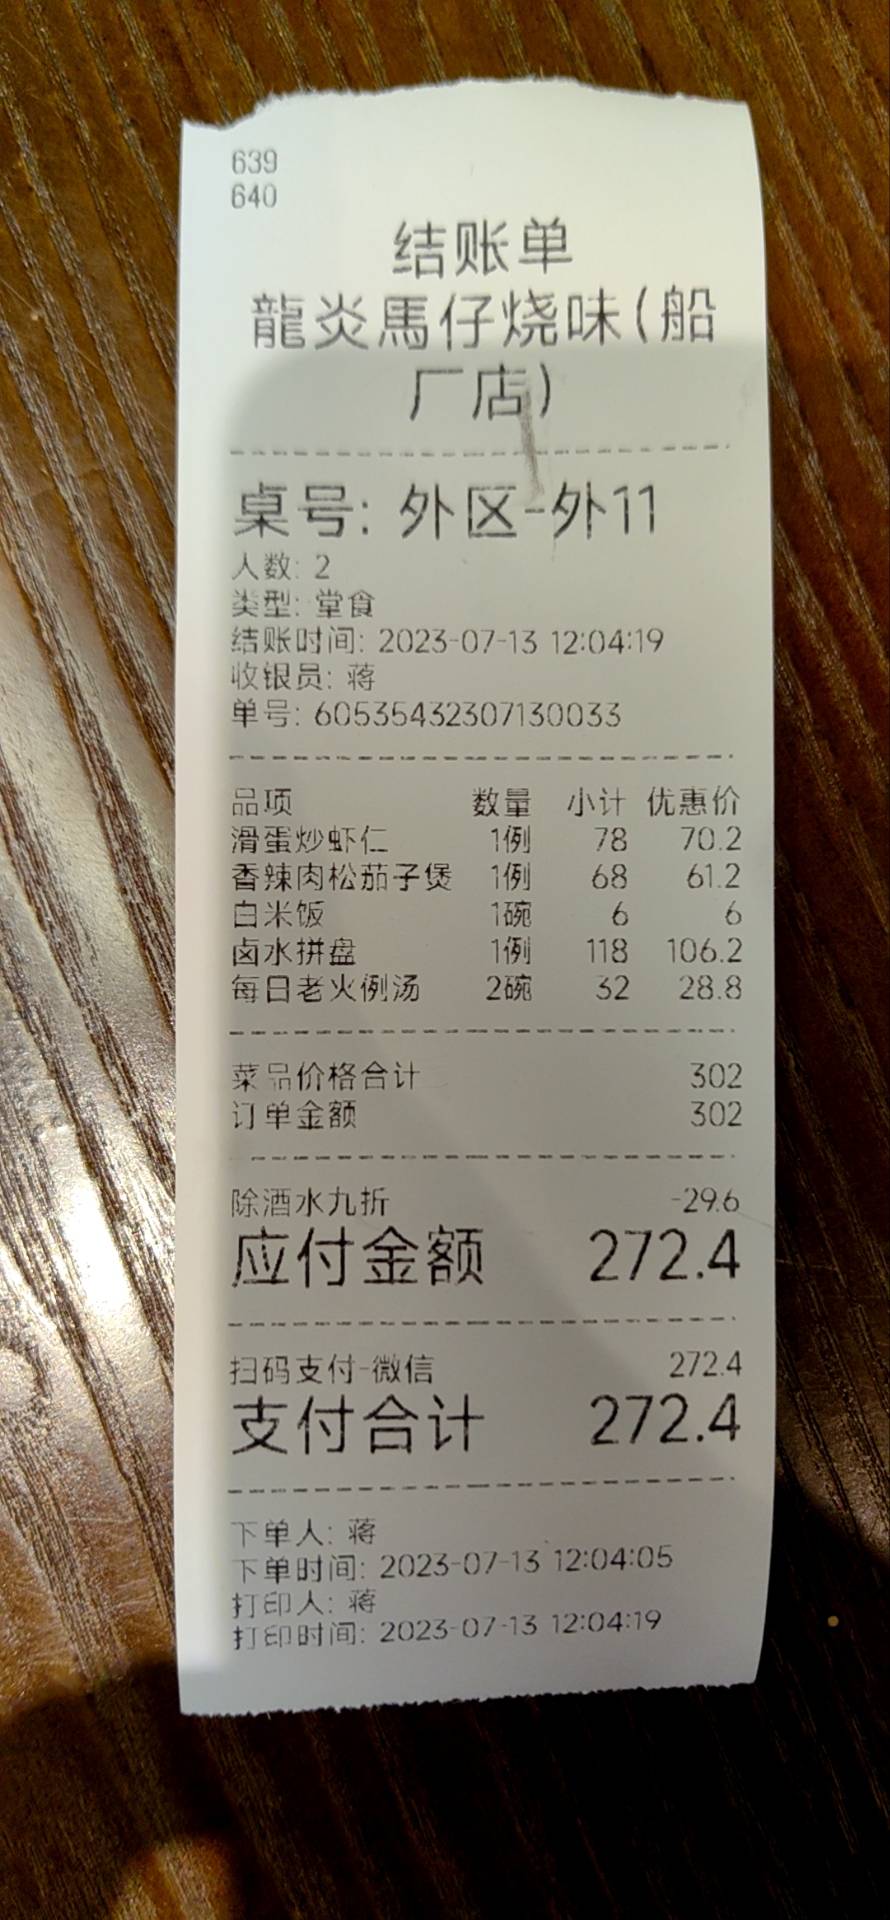 639
640
结账单
龍炎馬仔烧味(船
厂店)
桌号: 外区-外11
人数: 2
类型: 堂食
结账时间: 2023-07-13 12:04:19
收银员: 蒋
单号: 60535432307130033
品项 数量 小计 优惠价
滑蛋炒虾仁 1例 78 70.2
香辣肉松茄子煲 1例 68 61.2
白米饭 1碗 6 6
卤水拼盘 1例 118 106.2
每日老火例汤 2碗 32 28.8
菜品价格合计 302
订单金额 302
除酒水九折 -29.6
应付金额 272.4
扫码支付-微信 272.4
支付合计 272.4
下单人: 蒋
下单时间: 2023-07-13 12:04:05
打印人: 蒋
打印时间: 2023-07-13 12:04:19